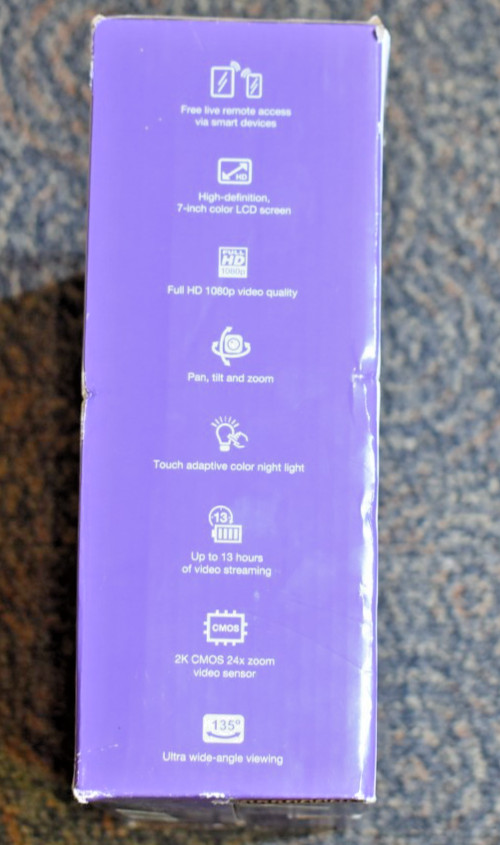 Free live remote access
via smart devices
HD
High-definition,
7-inch color LCD screen
FULL
HD
1080p
Full HD 1080p video quality
Pan, tilt and zoom
Touch adaptive color night light
13
Up to 13 hours
of video streaming
CMOS
2K CMOS 24x zoom
video sensor
135º
Ultra wide-angle viewing